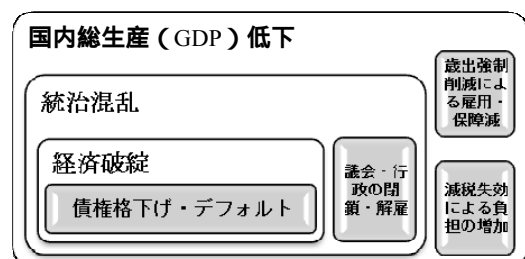 国内総生産（GDP）低下
統治混乱
経済破綻
債権格下げ・デフォルト
議会・行
政の閉
鎖・解雇
歳出強制
削減によ
る雇用・
保障減
減税失効
による負
担の増加